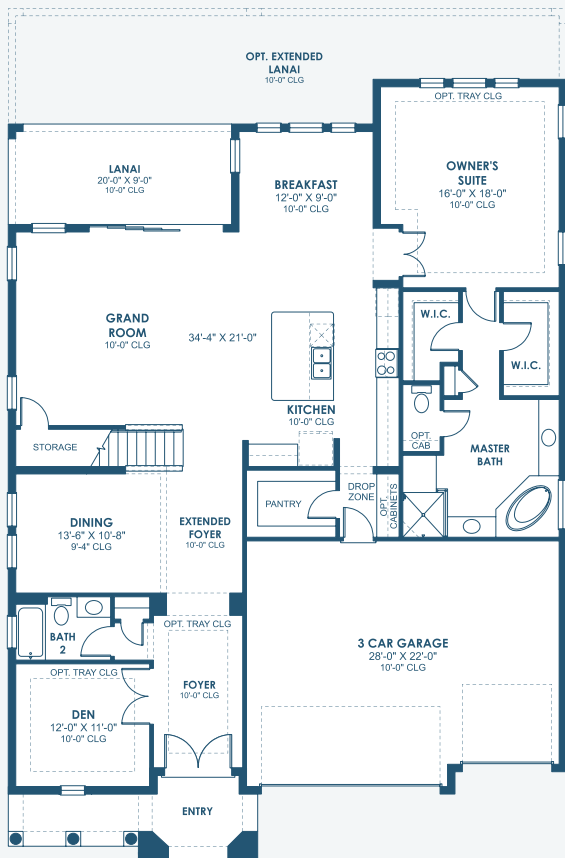 OPT. EXTENDED
LANAI
10'-0" CLG
OPT. TRAY CLG
LANAI
20'-0" X 9'-0"
10'-0" CLG
BREAKFAST
12'-0" X 9'-0"
10'-0" CLG
OWNER'S
SUITE
16'-0" X 18'-0"
10'-0" CLG
GRAND
ROOM
10'-0" CLG
34'-4" X 21'-0"
W.I.C.
W.I.C.
KITCHEN
10'-0" CLG
OPT.
CAB
MASTER
BATH
STORAGE
PANTRY
DROP
ZONE
OPT.
CABINETS
DINING
13'-6" X 10'-8"
9'-4" CLG
EXTENDED
FOYER
10'-0" CLG
OPT. TRAY CLG
BATH
2
3 CAR GARAGE
28'-0" X 22'-0"
10'-0" CLG
OPT. TRAY CLG
FOYER
10'-0" CLG
DEN
12'-0" X 11'-0"
10'-0" CLG
ENTRY